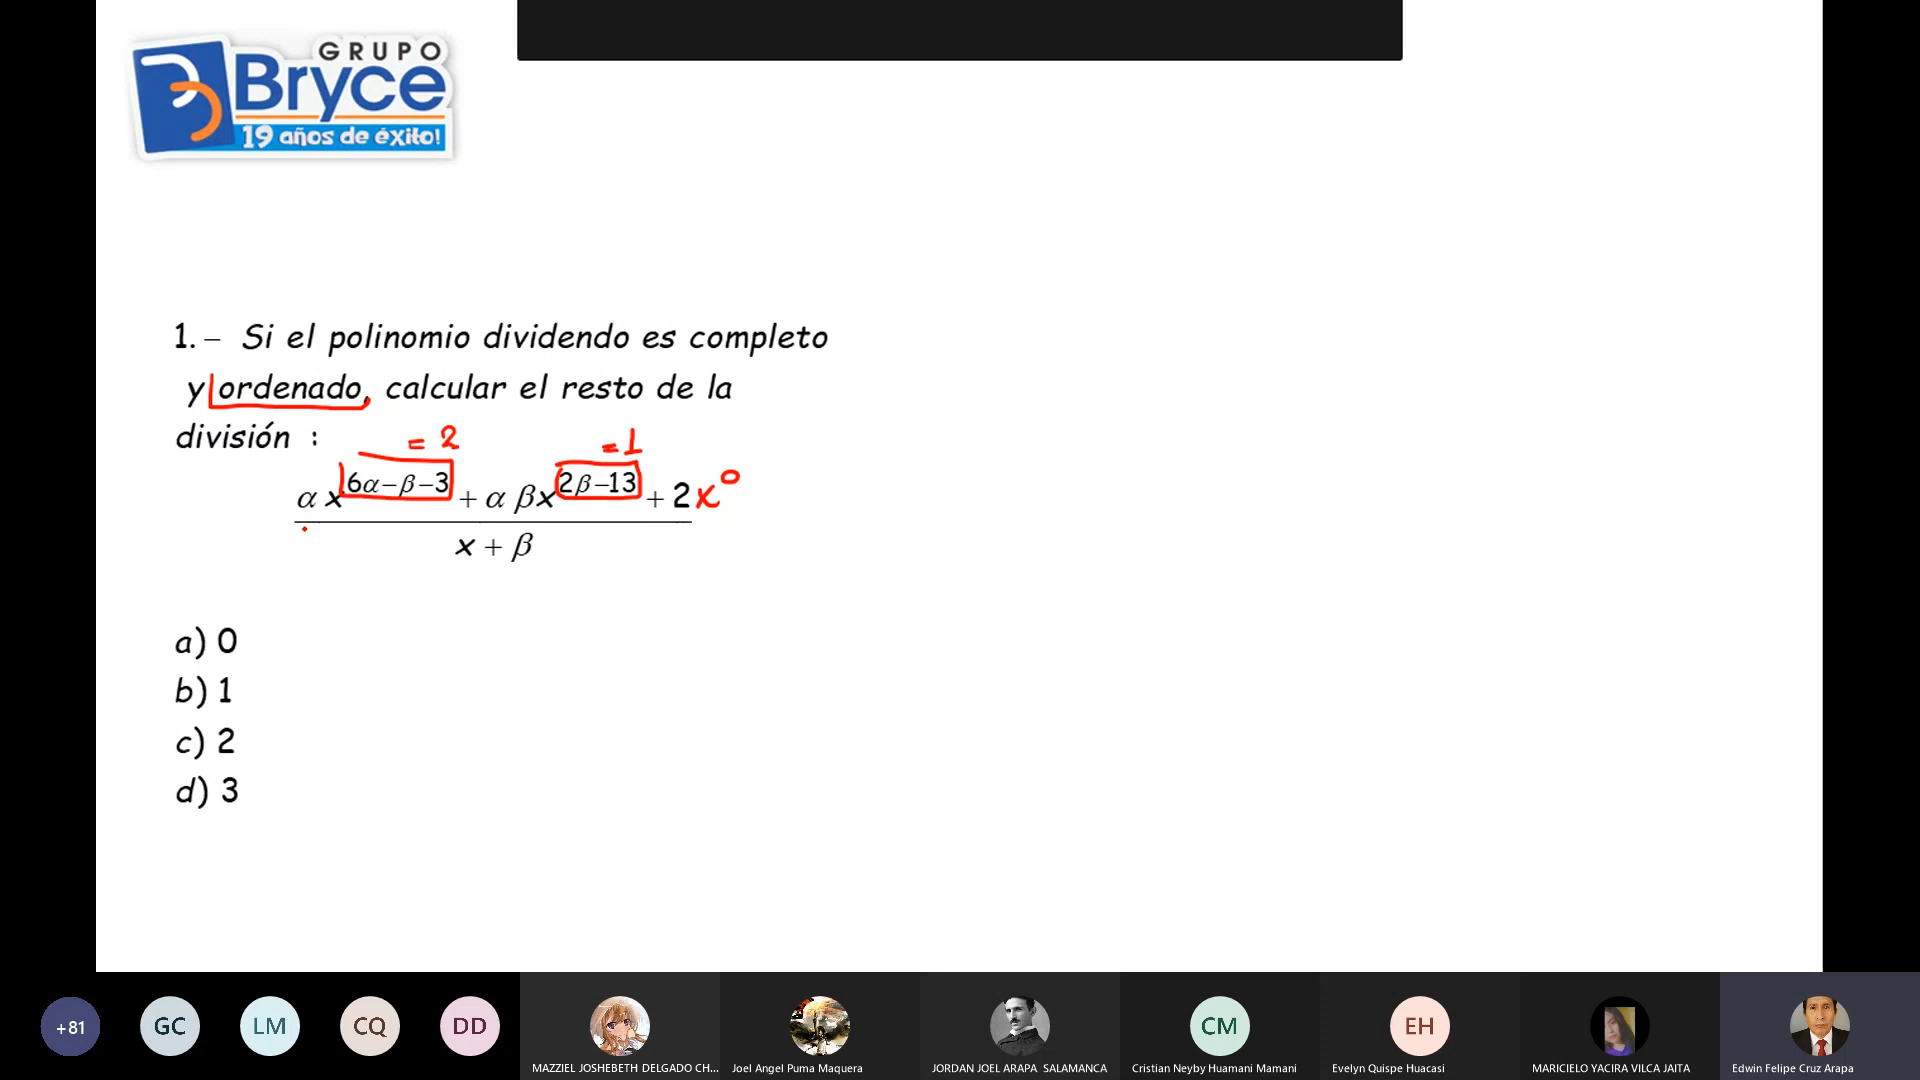 GRUPO
Bryce
19 años de éxito!
1.– Si el polinomio dividendo es completo
y ordenado, calcular el resto de la
división :
= 2 = 1
α x^{6α−β−3} + α βx^{2β−13} + 2 x^0
x + β
a) 0
b) 1
c) 2
d) 3
+81 GC LM CQ DD CM EH
MAZZIEL JOSHEBETH DELGADO CH... Joel Angel Puma Maquera JORDAN JOEL ARAPA SALAMANCA Cristian Neyby Huamani Mamani Evelyn Quispe Huacasi MARICIELO YACIRA VILCA JAITA Edwin Felipe Cruz Arapa